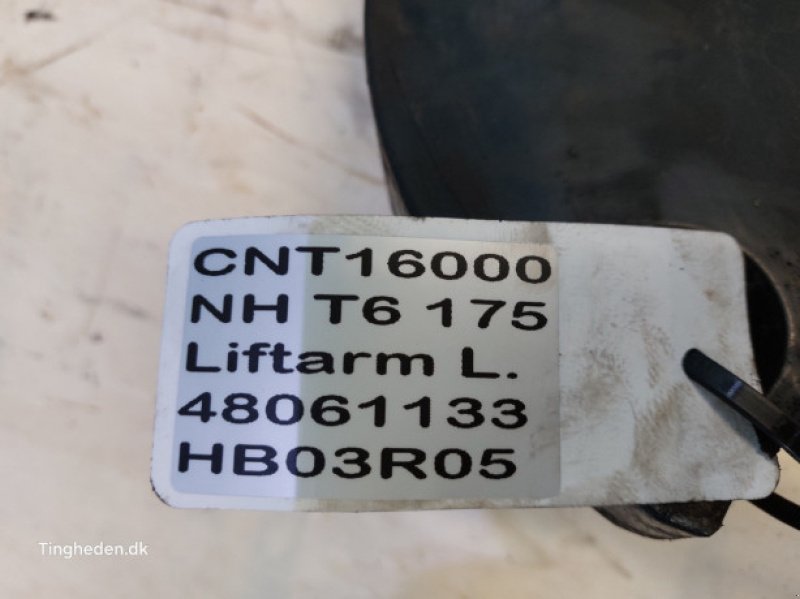 CNT16000
NH T6 175
Liftarm L.
48061133
HB03R05
Tingheden.dk